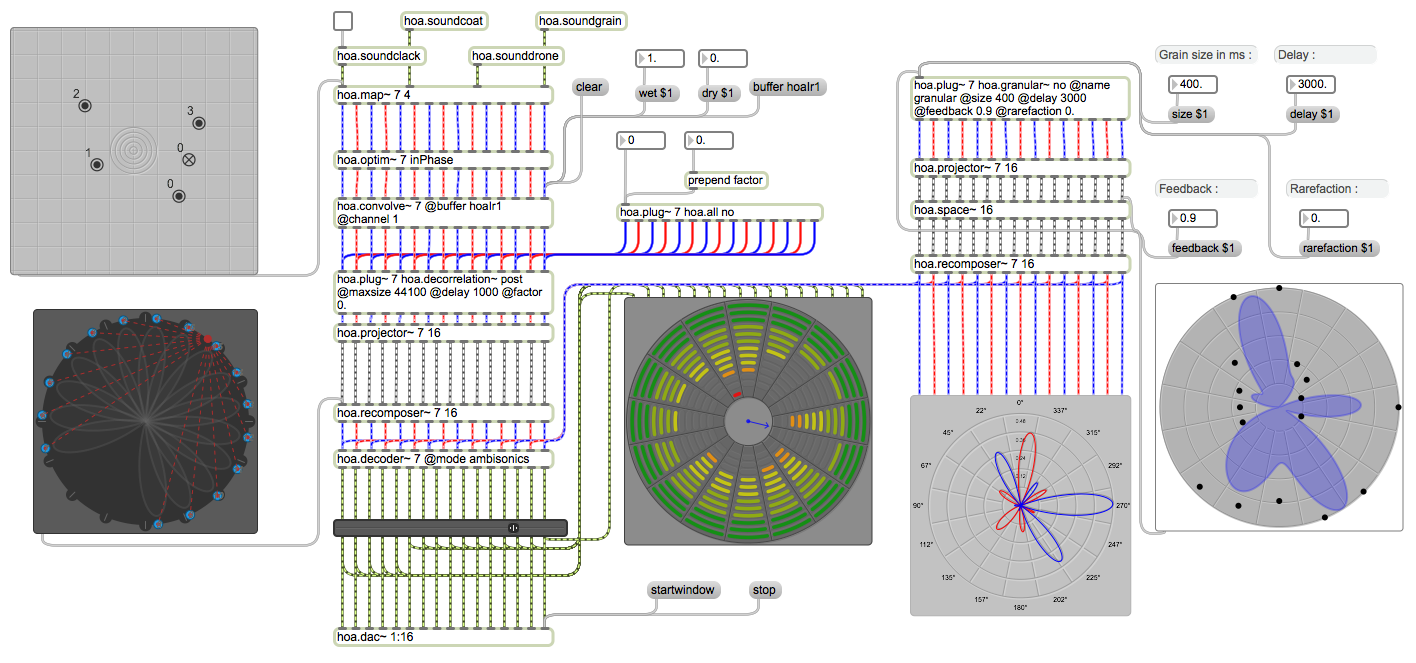 hoa.soundcoat
hoa.soundgrain
hoa.soundclack
hoa.sounddrone
hoa.map~ 7 4
hoa.optim~ 7 inPhase
hoa.convolve~ 7 @buffer hoaIr1
@channel 1
hoa.plug~ 7 hoa.decorrelation~ post
@maxsize 44100 @delay 1000 @factor
0.
hoa.projector~ 7 16
hoa.recomposer~ 7 16
hoa.decoder~ 7 @mode ambisonics
hoa.dac~ 1:16
2
3
1
0
0
clear
1.
0.
wet $1
dry $1
buffer hoaIr1
0
0.
prepend factor
hoa.plug~ 7 hoa.all no
startwindow
stop
hoa.plug~ 7 hoa.granular~ no @name
granular @size 400 @delay 3000
@feedback 0.9 @rarefaction 0.
hoa.projector~ 7 16
hoa.space~ 16
hoa.recomposer~ 7 16
Grain size in ms :
Delay :
400.
3000.
size $1
delay $1
Feedback :
Rarefaction :
0.9
0.
feedback $1
rarefaction $1
0°
22°
337°
45°
315°
67°
292°
90°
270°
112°
247°
135°
225°
157°
202°
180°
0.48
0.24
0.12